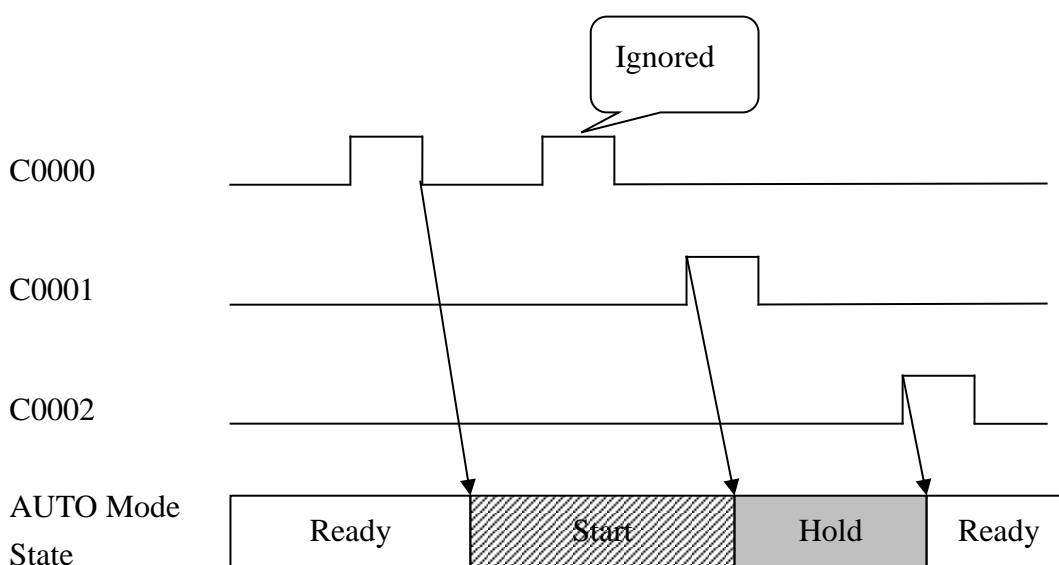 Ignored
C0000
C0001
C0002
AUTO Mode
State
Ready
Start
Hold
Ready